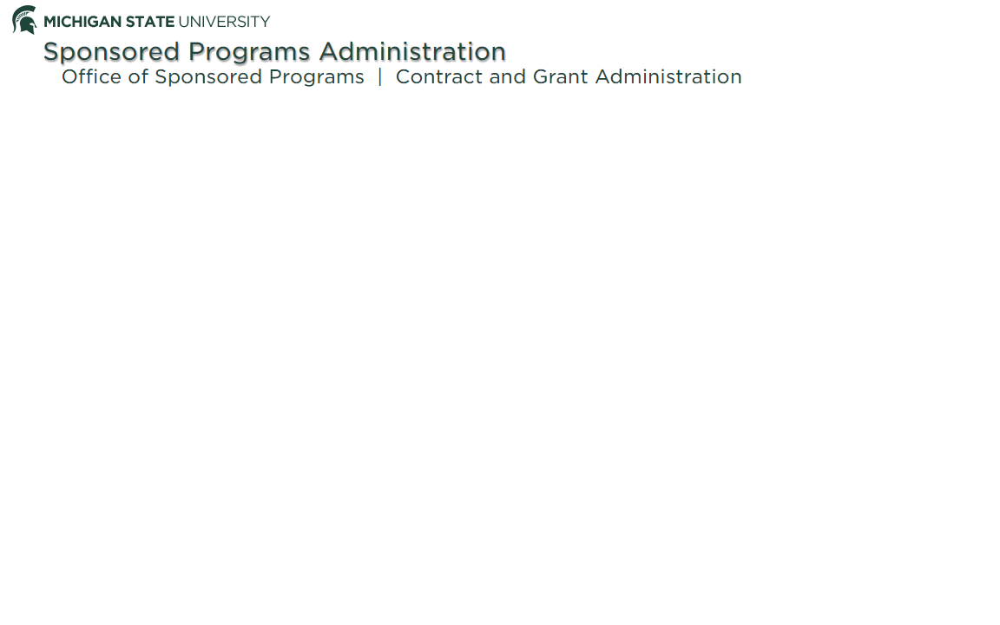 MICHIGAN STATE UNIVERSITY
Sponsored Programs Administration
Office of Sponsored Programs | Contract and Grant Administration